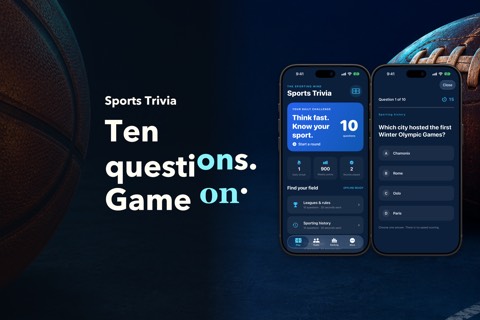 Sports Trivia
Ten
questions.
Game on.
9:41
Sports Trivia
Think fast.
Know your
sport.
10
Start a round
1
900
2
Find your field
Leagues & rules
Sporting history
9:41
Close
Question 1 of 10
15
Which city hosted the first
Winter Olympic Games?
A Chamonix
B Rome
C Oslo
D Paris